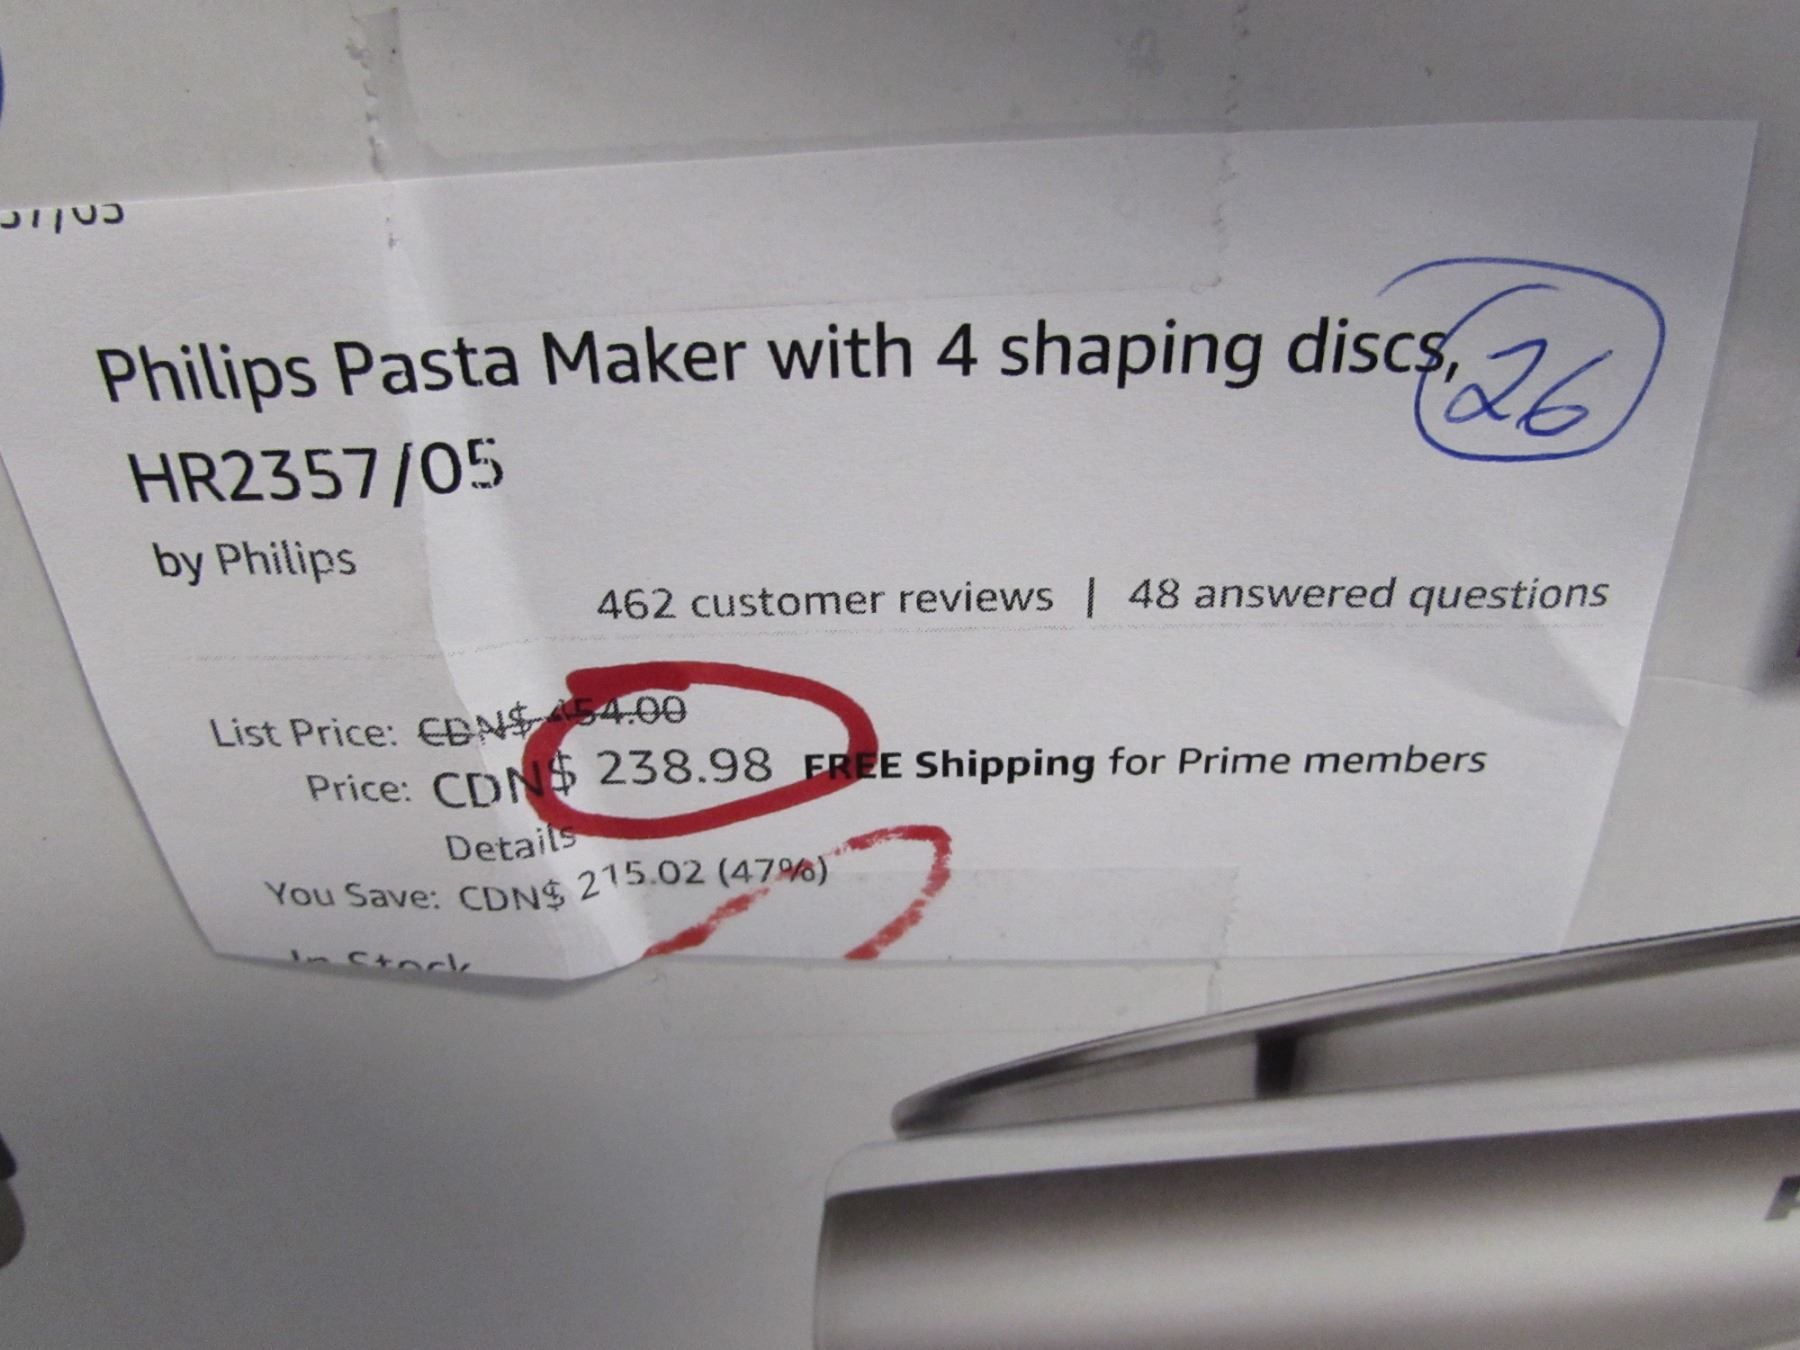 Philips Pasta Maker with 4 shaping discs,
26
HR2357/05
by Philips
462 customer reviews | 48 answered questions
List Price: CDN$ 454.00
Price: CDN$ 238.98 FREE Shipping for Prime members
Details
You Save: CDN$ 215.02 (47%)
In Stock